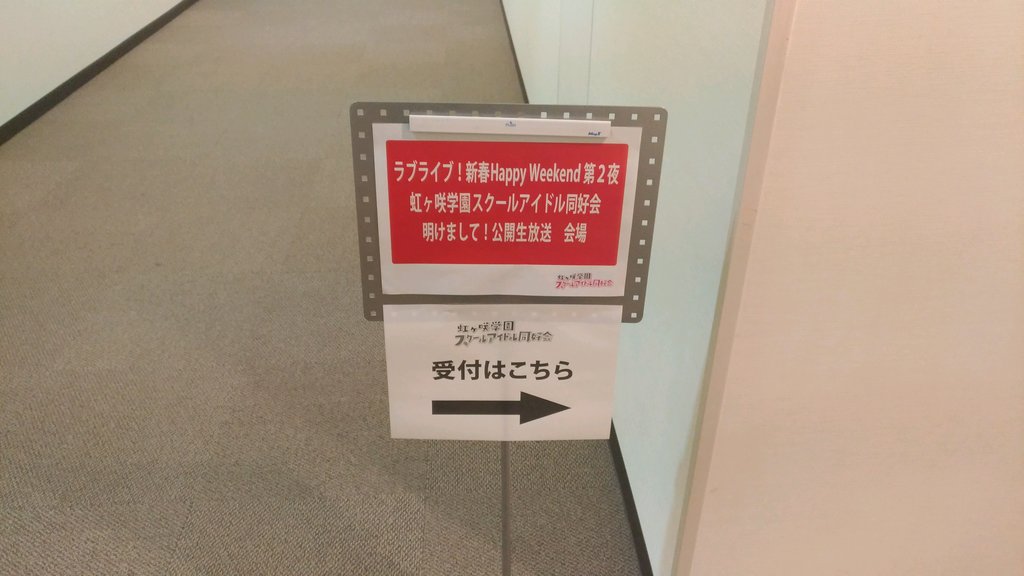 ラブライブ！新春Happy Weekend 第２夜
虹ヶ咲学園スクールアイドル同好会
明けまして！公開生放送　会場
虹ヶ咲学園
スクールアイドル同好会
虹ヶ咲学園
スクールアイドル同好会
受付はこちら